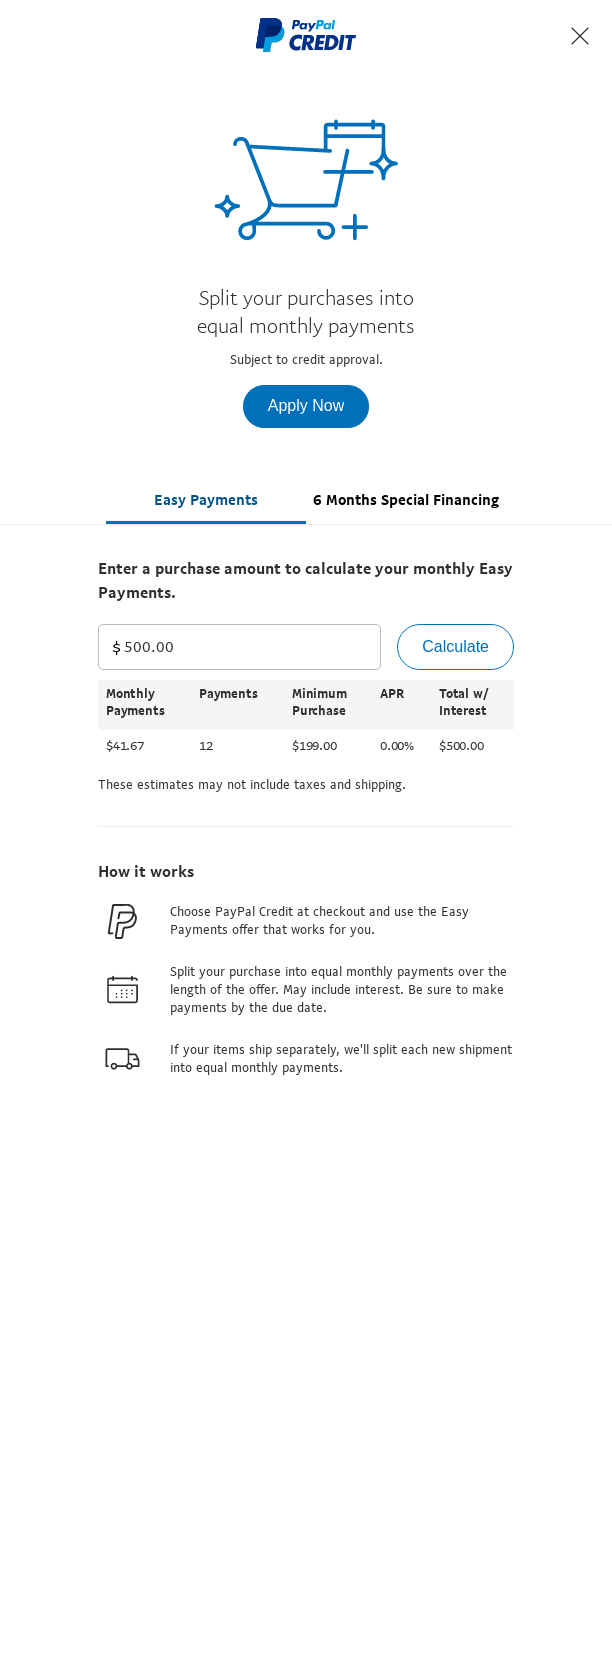 PayPal
CREDIT
Split your purchases into
equal monthly payments
Subject to credit approval.
Apply Now
Easy Payments 6 Months Special Financing
Enter a purchase amount to calculate your monthly Easy
Payments.
$ 500.00 Calculate
Monthly Payments Minimum APR Total w/
Payments Purchase Interest
$41.67 12 $199.00 0.00% $500.00
These estimates may not include taxes and shipping.
How it works
Choose PayPal Credit at checkout and use the Easy
Payments offer that works for you.
Split your purchase into equal monthly payments over the
length of the offer. May include interest. Be sure to make
payments by the due date.
If your items ship separately, we'll split each new shipment
into equal monthly payments.